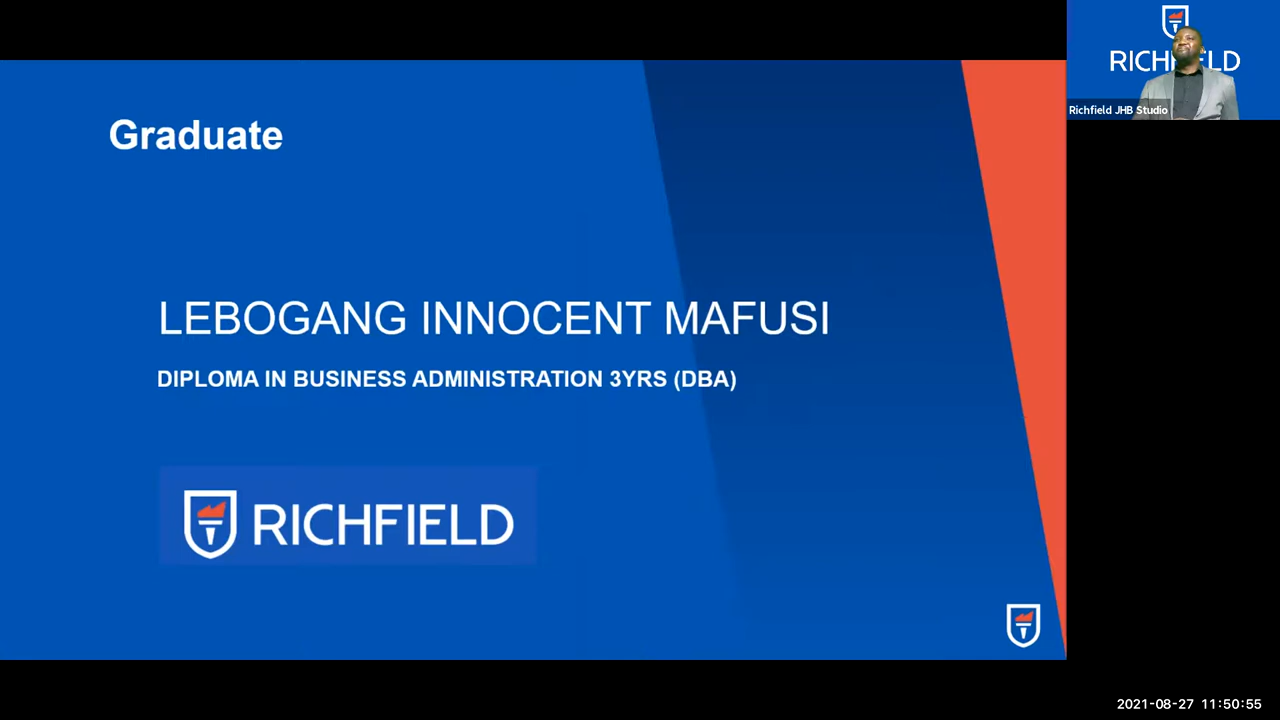 Graduate
LEBOGANG INNOCENT MAFUSI
DIPLOMA IN BUSINESS ADMINISTRATION 3YRS (DBA)
RICHFIELD
RICHFIELD
Richfield JHB Studio
2021-08-27 11:50:55